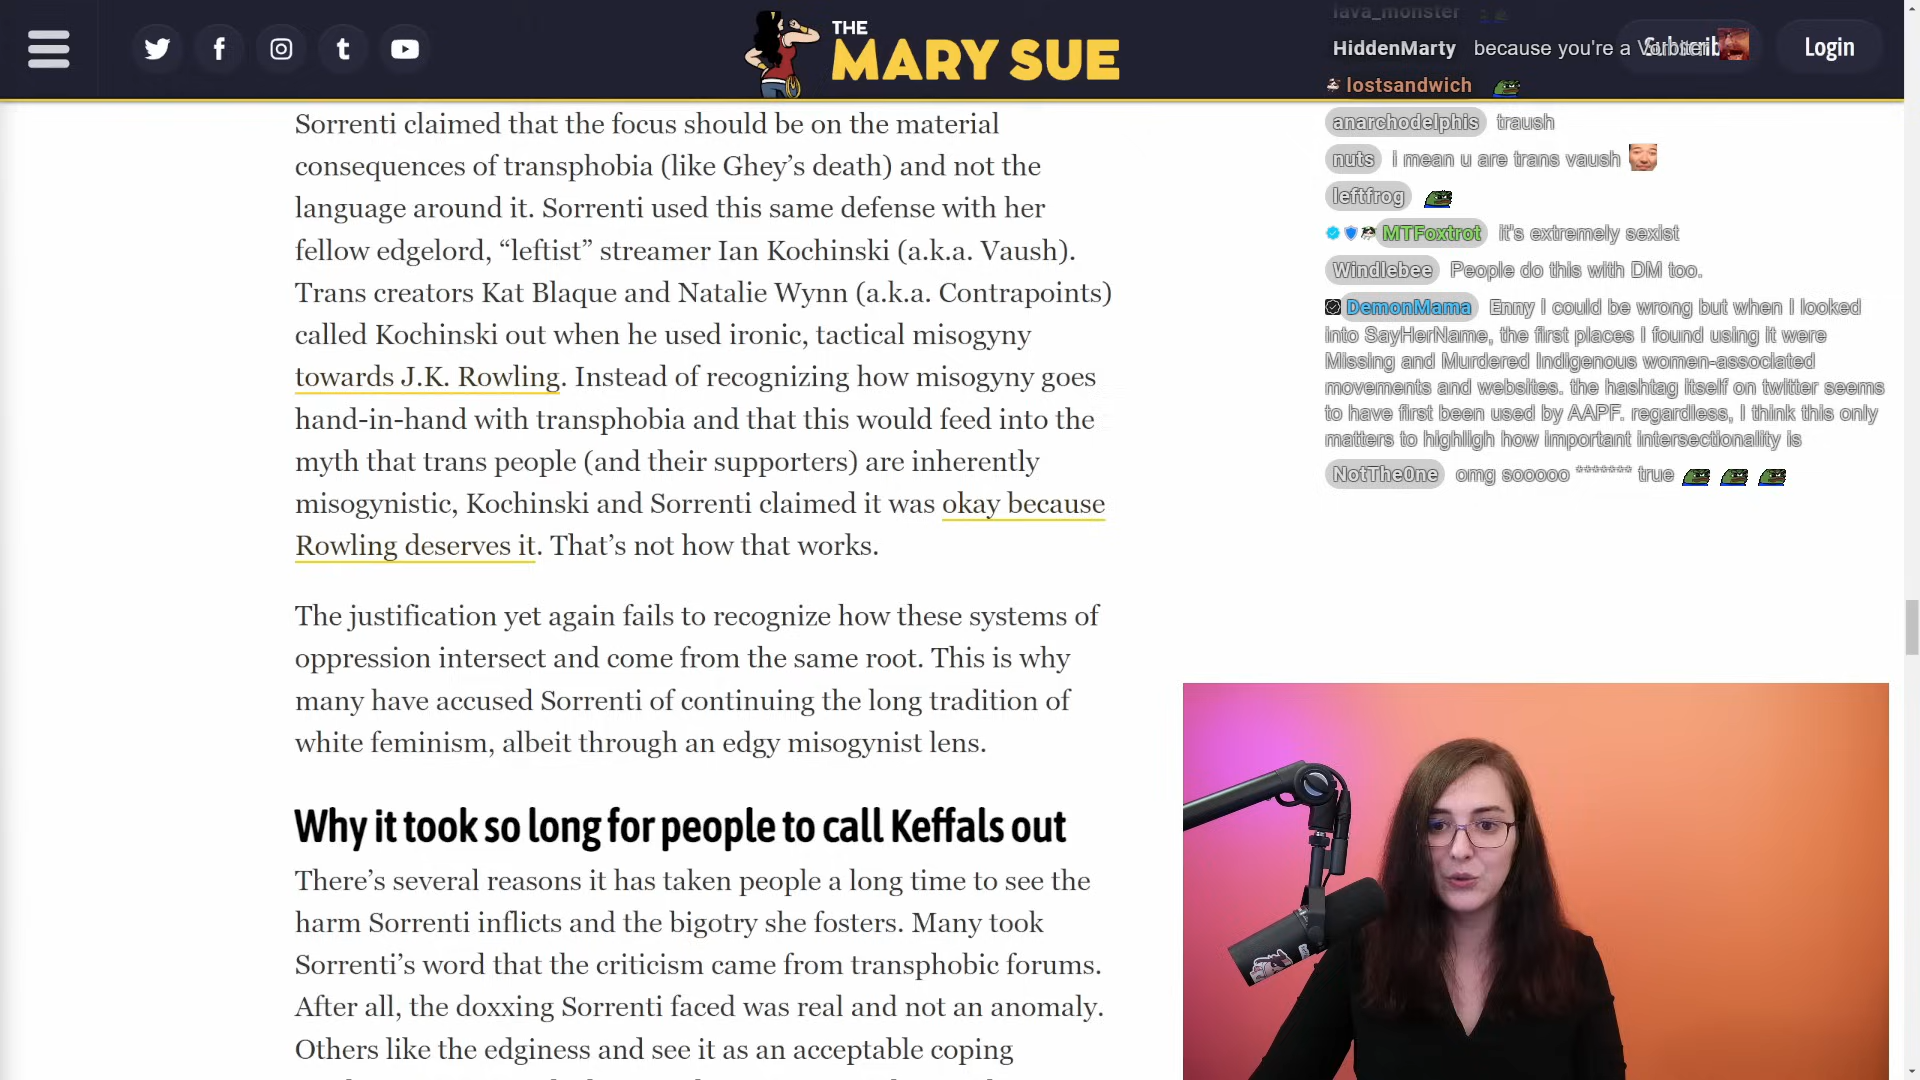 THE
MARY SUE
Login
Sorrenti claimed that the focus should be on the material
consequences of transphobia (like Ghey’s death) and not the
language around it. Sorrenti used this same defense with her
fellow edgelord, “leftist” streamer Ian Kochinski (a.k.a. Vaush).
Trans creators Kat Blaque and Natalie Wynn (a.k.a. Contrapoints)
called Kochinski out when he used ironic, tactical misogyny
towards J.K. Rowling. Instead of recognizing how misogyny goes
hand-in-hand with transphobia and that this would feed into the
myth that trans people (and their supporters) are inherently
misogynistic, Kochinski and Sorrenti claimed it was okay because
Rowling deserves it. That’s not how that works.
The justification yet again fails to recognize how these systems of
oppression intersect and come from the same root. This is why
many have accused Sorrenti of continuing the long tradition of
white feminism, albeit through an edgy misogynist lens.
Why it took so long for people to call Keffals out
There’s several reasons it has taken people a long time to see the
harm Sorrenti inflicts and the bigotry she fosters. Many took
Sorrenti’s word that the criticism came from transphobic forums.
After all, the doxxing Sorrenti faced was real and not an anomaly.
Others like the edginess and see it as an acceptable coping
lava_monster
HiddenMarty because you're a
lostsandwich
anarchodelphis traush
nuts i mean u are trans vaush
leftfrog
MTFoxtrot it's extremely sexist
Windlebee People do this with DM too.
DemonMama Enny I could be wrong but when I looked
into SayHerName, the first places I found using it were
Missing and Murdered Indigenous women-associated
movements and websites. the hashtag itself on twitter seems
to have first been used by AAPF. regardless, I think this only
matters to highligh how important intersectionality is
NotThe0ne omg sooooo ******* true